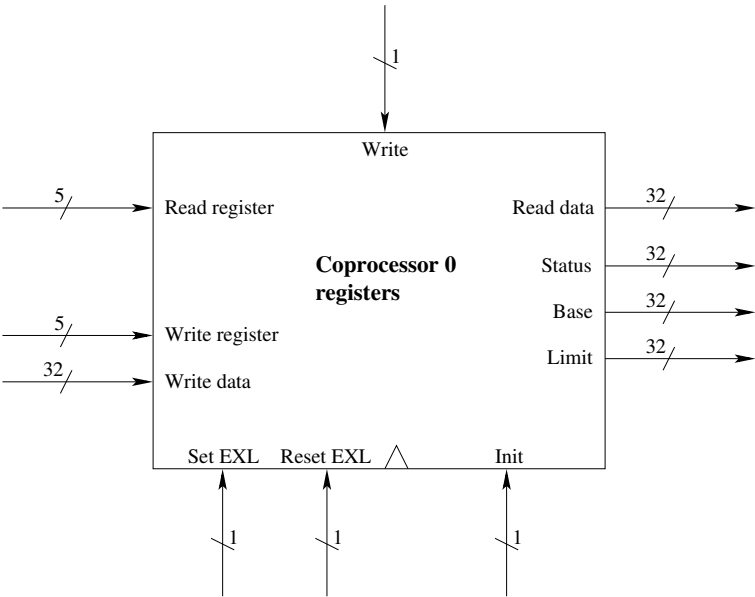 1
Write
5
Read register
Read data
32
Coprocessor 0
registers
Status
32
Base
32
5
Write register
Limit
32
32
Write data
Set EXL
Reset EXL
Init
1
1
1